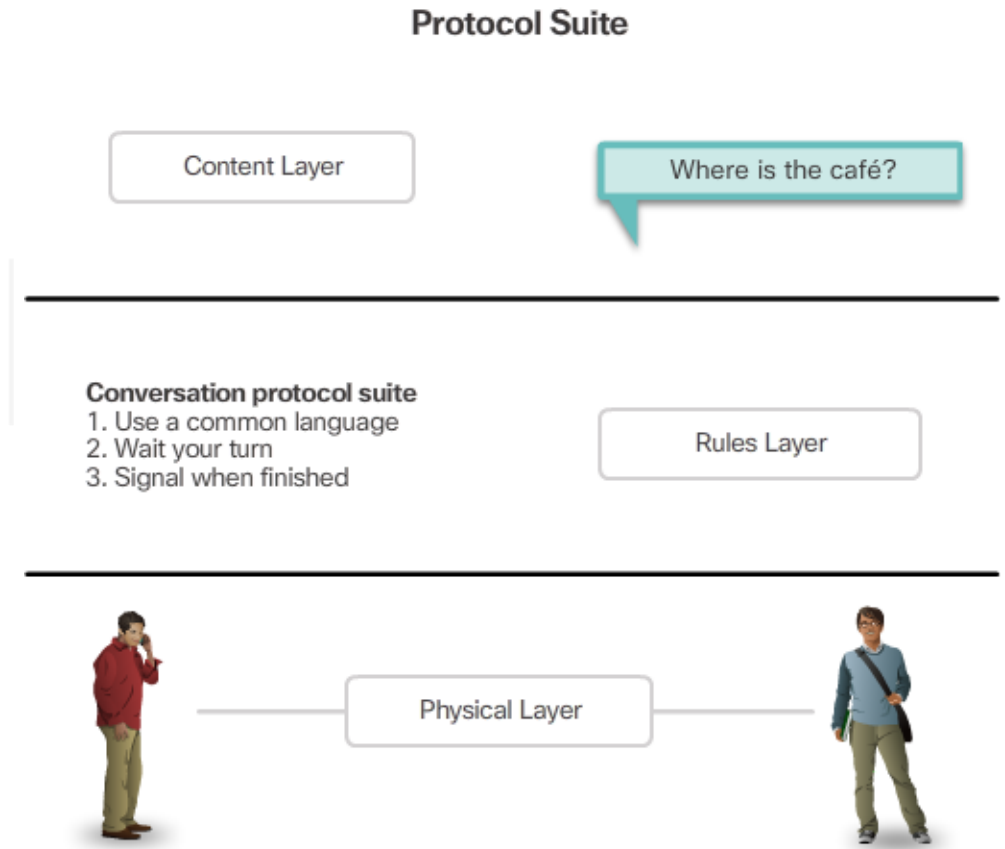 Protocol Suite
Content Layer
Where is the café?
Conversation protocol suite
1. Use a common language
2. Wait your turn
3. Signal when finished
Rules Layer
Physical Layer